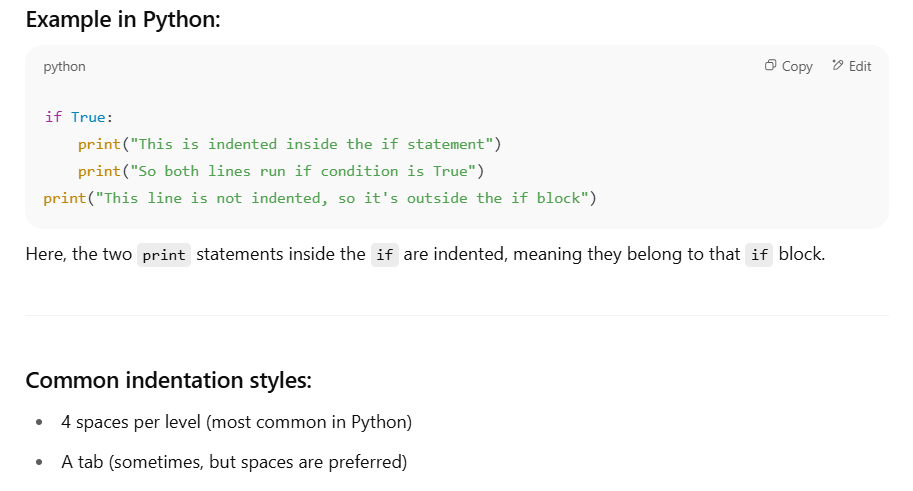 Example in Python:
python Copy Edit
if True:
    print("This is indented inside the if statement")
    print("So both lines run if condition is True")
print("This line is not indented, so it's outside the if block")
Here, the two print statements inside the if are indented, meaning they belong to that if block.
Common indentation styles:
• 4 spaces per level (most common in Python)
• A tab (sometimes, but spaces are preferred)